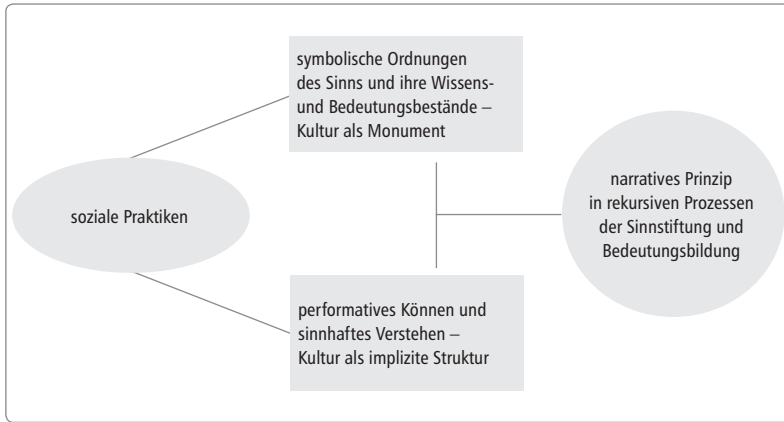 symbolische Ordnungen
des Sinns und ihre Wissens-
und Bedeutungsbestände –
Kultur als Monument
soziale Praktiken
narratives Prinzip
in rekursiven Prozessen
der Sinnstiftung und
Bedeutungsbildung
performatives Können und
sinnhaftes Verstehen –
Kultur als implizite Struktur